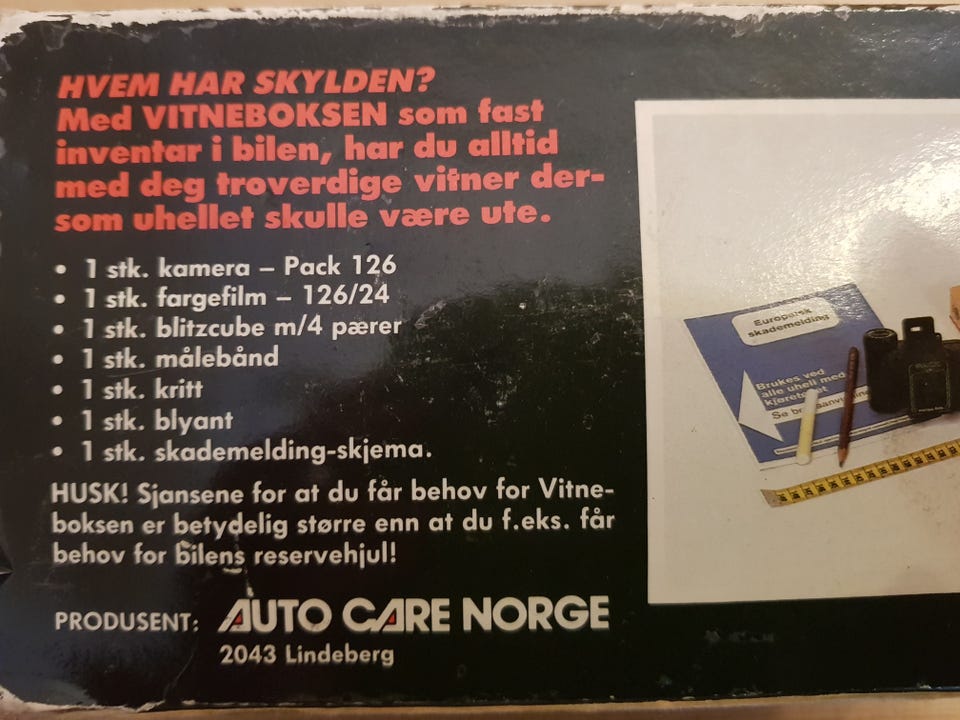 HVEM HAR SKYLDEN?
Med VITNEBOKSEN som fast
inventar i bilen, har du alltid
med deg troverdige vitner der-
som uhellet skulle være ute.
• 1 stk. kamera – Pack 126
• 1 stk. fargefilm – 126/24
• 1 stk. blitzcube m/4 pærer
• 1 stk. målebånd
• 1 stk. kritt
• 1 stk. blyant
• 1 stk. skademelding-skjema.
HUSK! Sjansene for at du får behov for Vitne-
boksen er betydelig større enn at du f.eks. får
behov for bilens reservehjul!
PRODUSENT: AUTO CARE NORGE
2043 Lindeberg
Europeisk
skademelding
Brukes ved
alle uhell med
kjøretøyet
Se